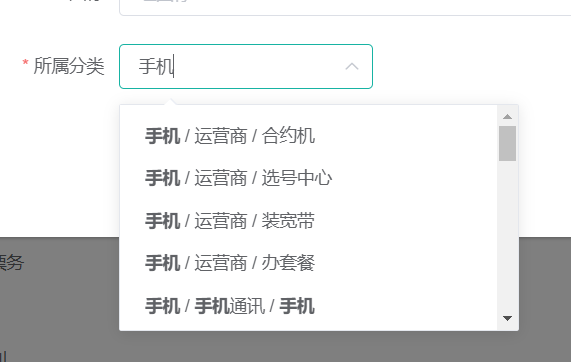 * 所属分类
手机
手机 / 运营商 / 合约机
手机 / 运营商 / 选号中心
手机 / 运营商 / 装宽带
手机 / 运营商 / 办套餐
票务
手机 / 手机通讯 / 手机